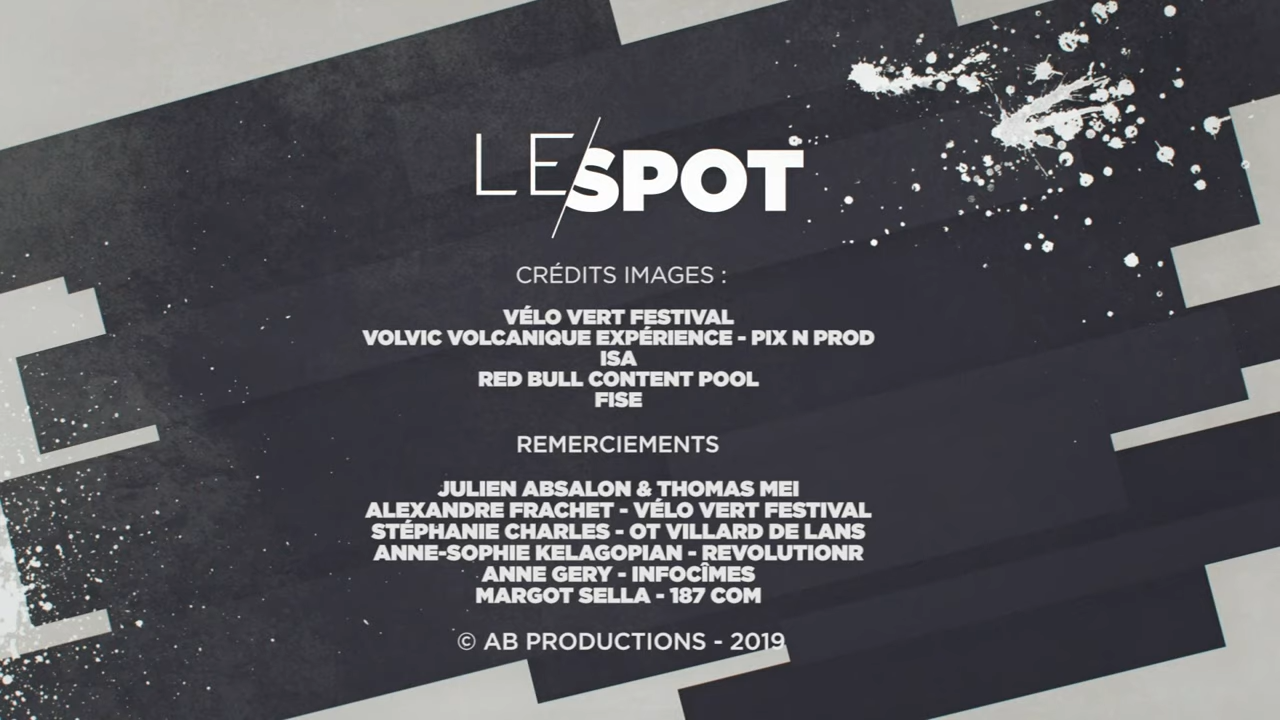 LE/SPOT
CRÉDITS IMAGES :
VÉLO VERT FESTIVAL
VOLVIC VOLCANIQUE EXPÉRIENCE - PIX N PROD
ISA
RED BULL CONTENT POOL
FISE
REMERCIEMENTS
JULIEN ABSALON & THOMAS MEI
ALEXANDRE FRACHET - VÉLO VERT FESTIVAL
STÉPHANIE CHARLES - OT VILLARD DE LANS
ANNE-SOPHIE KELAGOPIAN - REVOLUTIONR
ANNE GERY - INFOCÎMES
MARGOT SELLA - 187 COM
© AB PRODUCTIONS - 2019